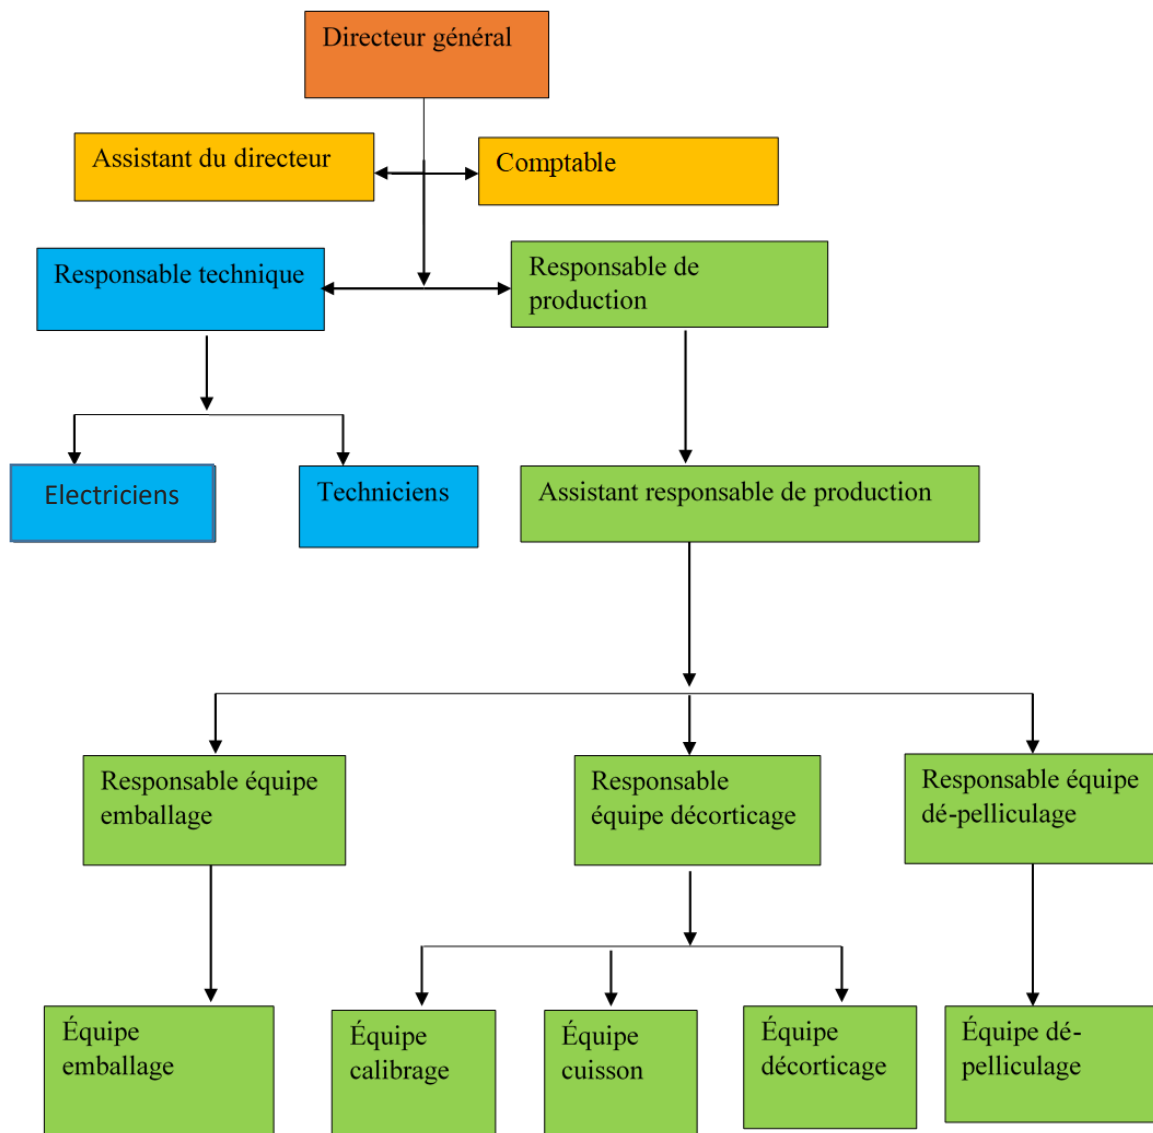 Directeur général
Assistant du directeur
Comptable
Responsable technique
Responsable de
production
Electriciens
Techniciens
Assistant responsable de production
Responsable équipe
emballage
Responsable
équipe décorticage
Responsable équipe
dé-pelliculage
Équipe
emballage
Équipe
calibrage
Équipe
cuisson
Équipe
décorticage
Équipe dé-
pelliculage